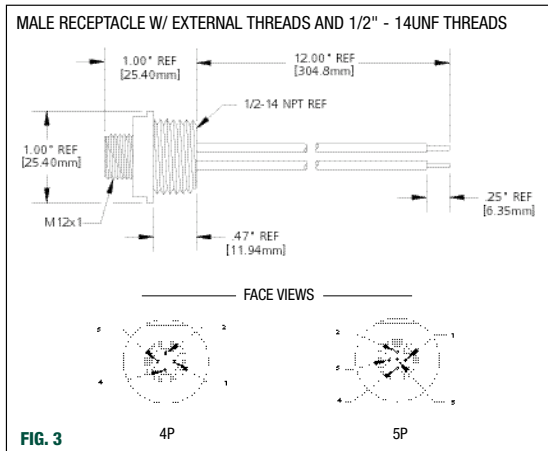 MALE RECEPTACLE W/ EXTERNAL THREADS AND 1/2" - 14UNF THREADS
1.00" REF
[25.40mm]
12.00" REF
[304.8mm]
1/2-14 NPT REF
1.00" REF
[25.40mm]
M12x1
.25" REF
[6.35mm]
.47" REF
[11.94mm]
FACE VIEWS
2
4
1
2
1
4
5
4P
5P
FIG. 3